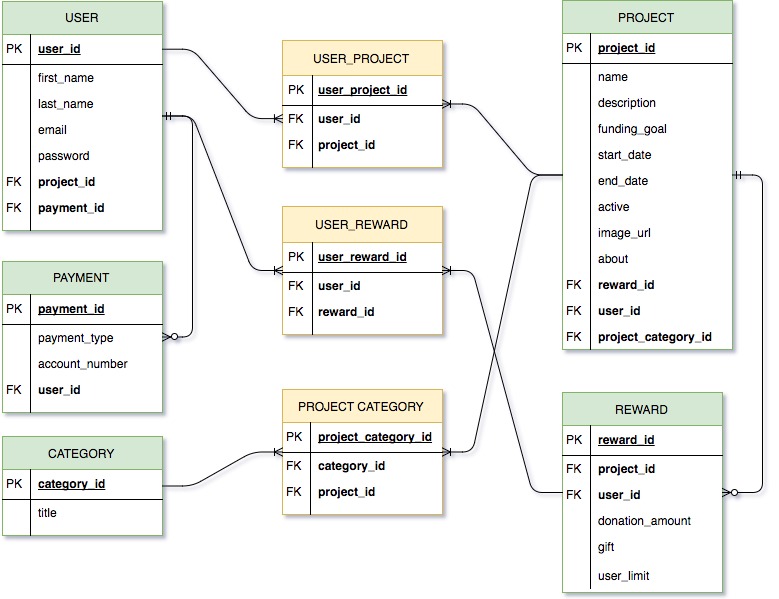 USER
PK user_id
first_name
last_name
email
password
FK project_id
FK payment_id
PAYMENT
PK payment_id
payment_type
account_number
FK user_id
CATEGORY
PK category_id
title
USER_PROJECT
PK user_project_id
FK user_id
FK project_id
USER_REWARD
PK user_reward_id
FK user_id
FK reward_id
PROJECT CATEGORY
PK project_category_id
FK category_id
FK project_id
PROJECT
PK project_id
name
description
funding_goal
start_date
end_date
active
image_url
about
FK reward_id
FK user_id
FK project_category_id
REWARD
PK reward_id
FK project_id
FK user_id
donation_amount
gift
user_limit